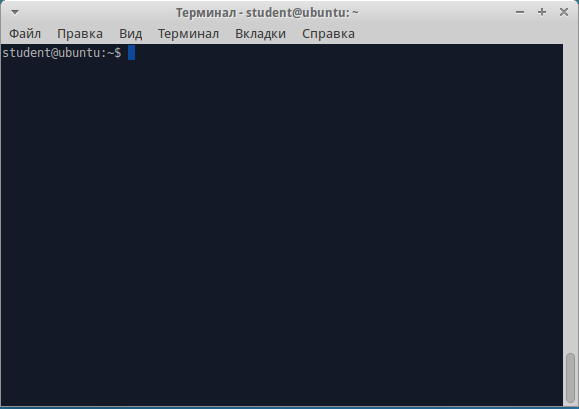 Терминал - student@ubuntu: ~
Файл Правка Вид Терминал Вкладки Справка
student@ubuntu:~$